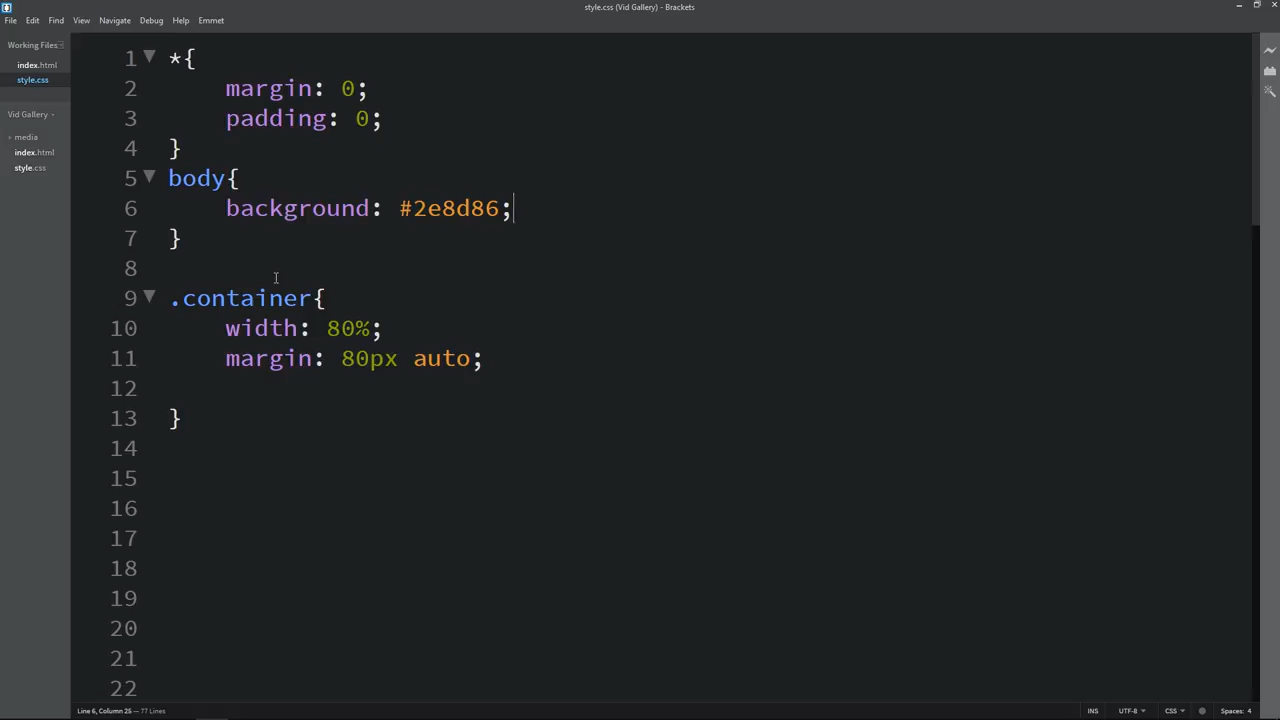 style.css (Vid Gallery) - Brackets
File Edit Find View Navigate Debug Help Emmet
Working Files
index.html
style.css
Vid Gallery
media
index.html
style.css
1 *{
2 margin: 0;
3 padding: 0;
4 }
5 body{
6 background: #2e8d86;
7 }
8
9 .container{
10 width: 80%;
11 margin: 80px auto;
12
13 }
14
15
16
17
18
19
20
21
22
Line 6, Column 25 — 77 Lines
INS UTF-8 CSS Spaces: 4